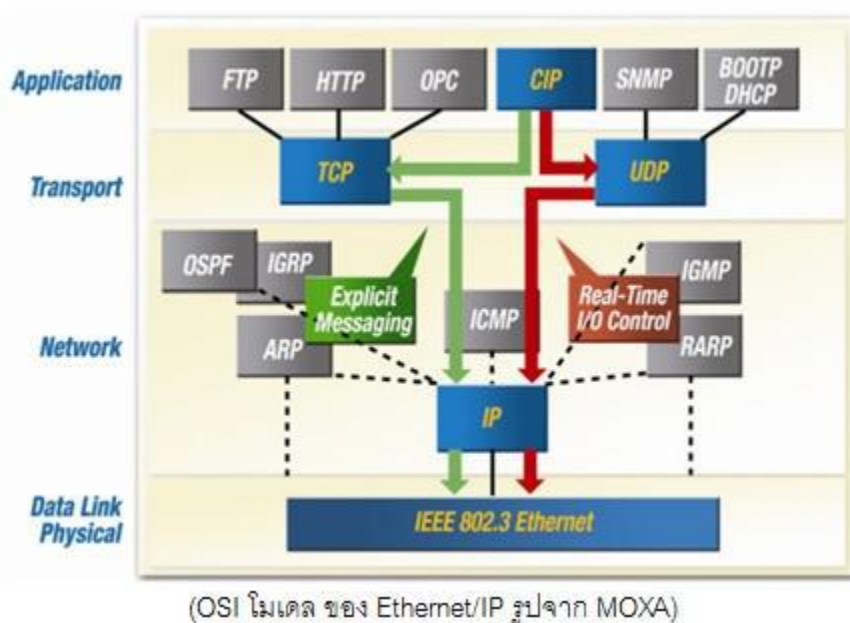 Application
FTP
HTTP
OPC
CIP
SNMP
BOOTP
DHCP
Transport
TCP
UDP
OSPF
IGRP
Explicit
Messaging
ICMP
Real-Time
I/O Control
IGMP
Network
ARP
RARP
IP
Data Link
Physical
IEEE 802.3 Ethernet
(OSI โมเดล ของ Ethernet/IP รูปจาก MOXA)